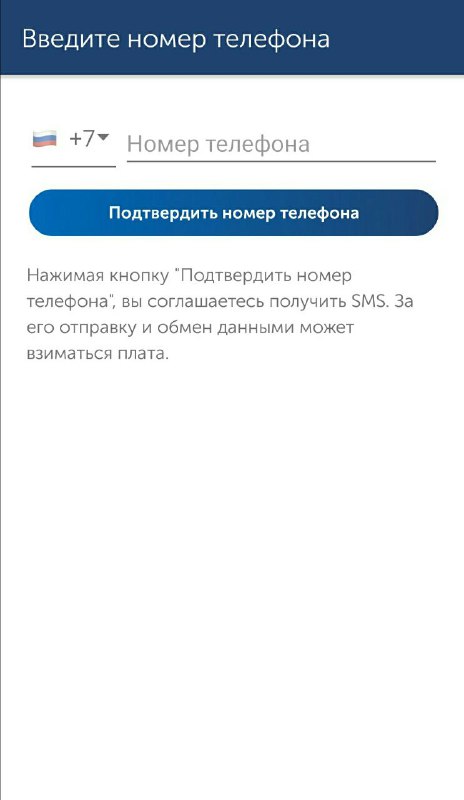 Введите номер телефона
+7
Номер телефона
Подтвердить номер телефона
Нажимая кнопку "Подтвердить номер
телефона", вы соглашаетесь получить SMS. За
его отправку и обмен данными может
взиматься плата.